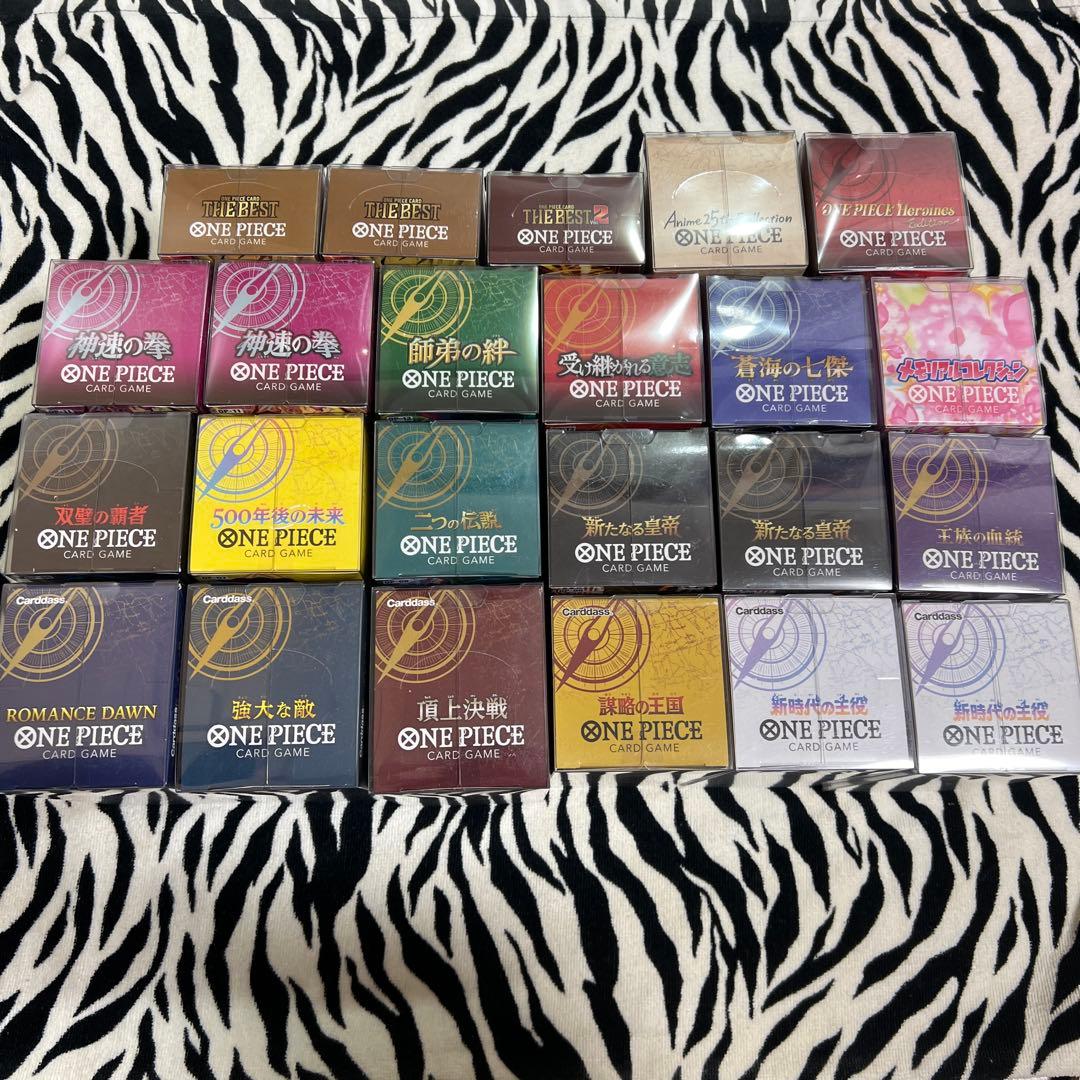 ONE PIECE CARD
THE BEST
ONE PIECE
CARD GAME
ONE PIECE CARD
THE BEST
ONE PIECE
CARD GAME
ONE PIECE CARD
THE BEST vol.2
ONE PIECE
CARD GAME
Anime 25th Collection
ONE PIECE
CARD GAME
ONE PIECE Heroines
Edition
ONE PIECE
CARD GAME
神速の拳
ONE PIECE
CARD GAME
神速の拳
ONE PIECE
CARD GAME
師弟の絆
ONE PIECE
CARD GAME
受け継がれる意志
ONE PIECE
CARD GAME
蒼海の七傑
ONE PIECE
CARD GAME
メモリアルコレクション
ONE PIECE
CARD GAME
双璧の覇者
ONE PIECE
CARD GAME
500年後の未来
ONE PIECE
CARD GAME
二つの伝説
ONE PIECE
CARD GAME
新たなる皇帝
ONE PIECE
CARD GAME
新たなる皇帝
ONE PIECE
CARD GAME
王族の血統
ONE PIECE
CARD GAME
Carddass
ROMANCE DAWN
ONE PIECE
CARD GAME
Carddass
Carddass
強大な敵
ONE PIECE
CARD GAME
頂上決戦
ONE PIECE
CARD GAME
Carddass
謀略の王国
ONE PIECE
CARD GAME
Carddass
新時代の主役
ONE PIECE
CARD GAME
Carddass
新時代の主役
ONE PIECE
CARD GAME